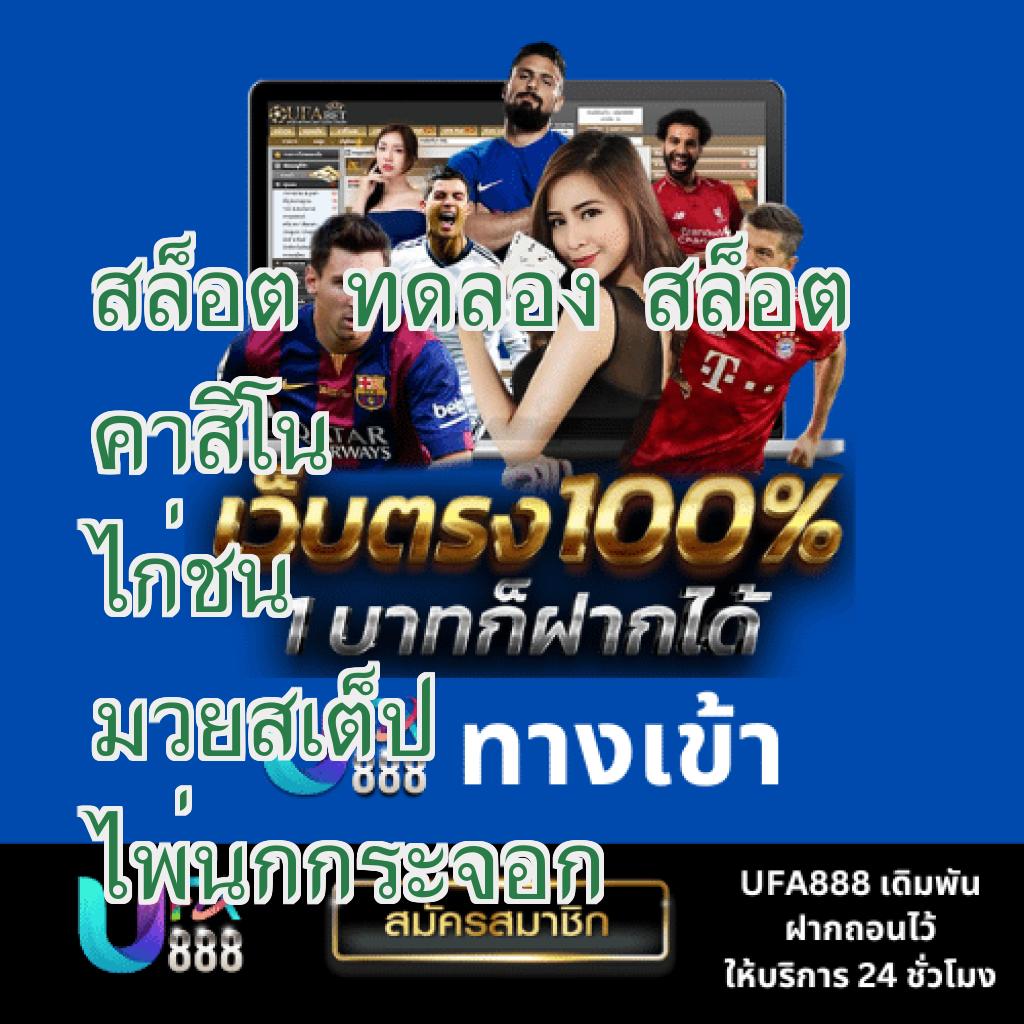 UFABET
สล็อต ทดลอง สล็อต
คาสิโน
QATAR
AIRWAYS
T
เว็บตรง100%
ไก่ชน
1 บาทก็ฝากได้
มวยสเต็ป
888 ทางเข้า
ไพ่นกกระจอก
UFA
888
สมัครสมาชิก
UFA888 เดิมพัน
ฝากถอนไว้
ให้บริการ 24 ชั่วโมง